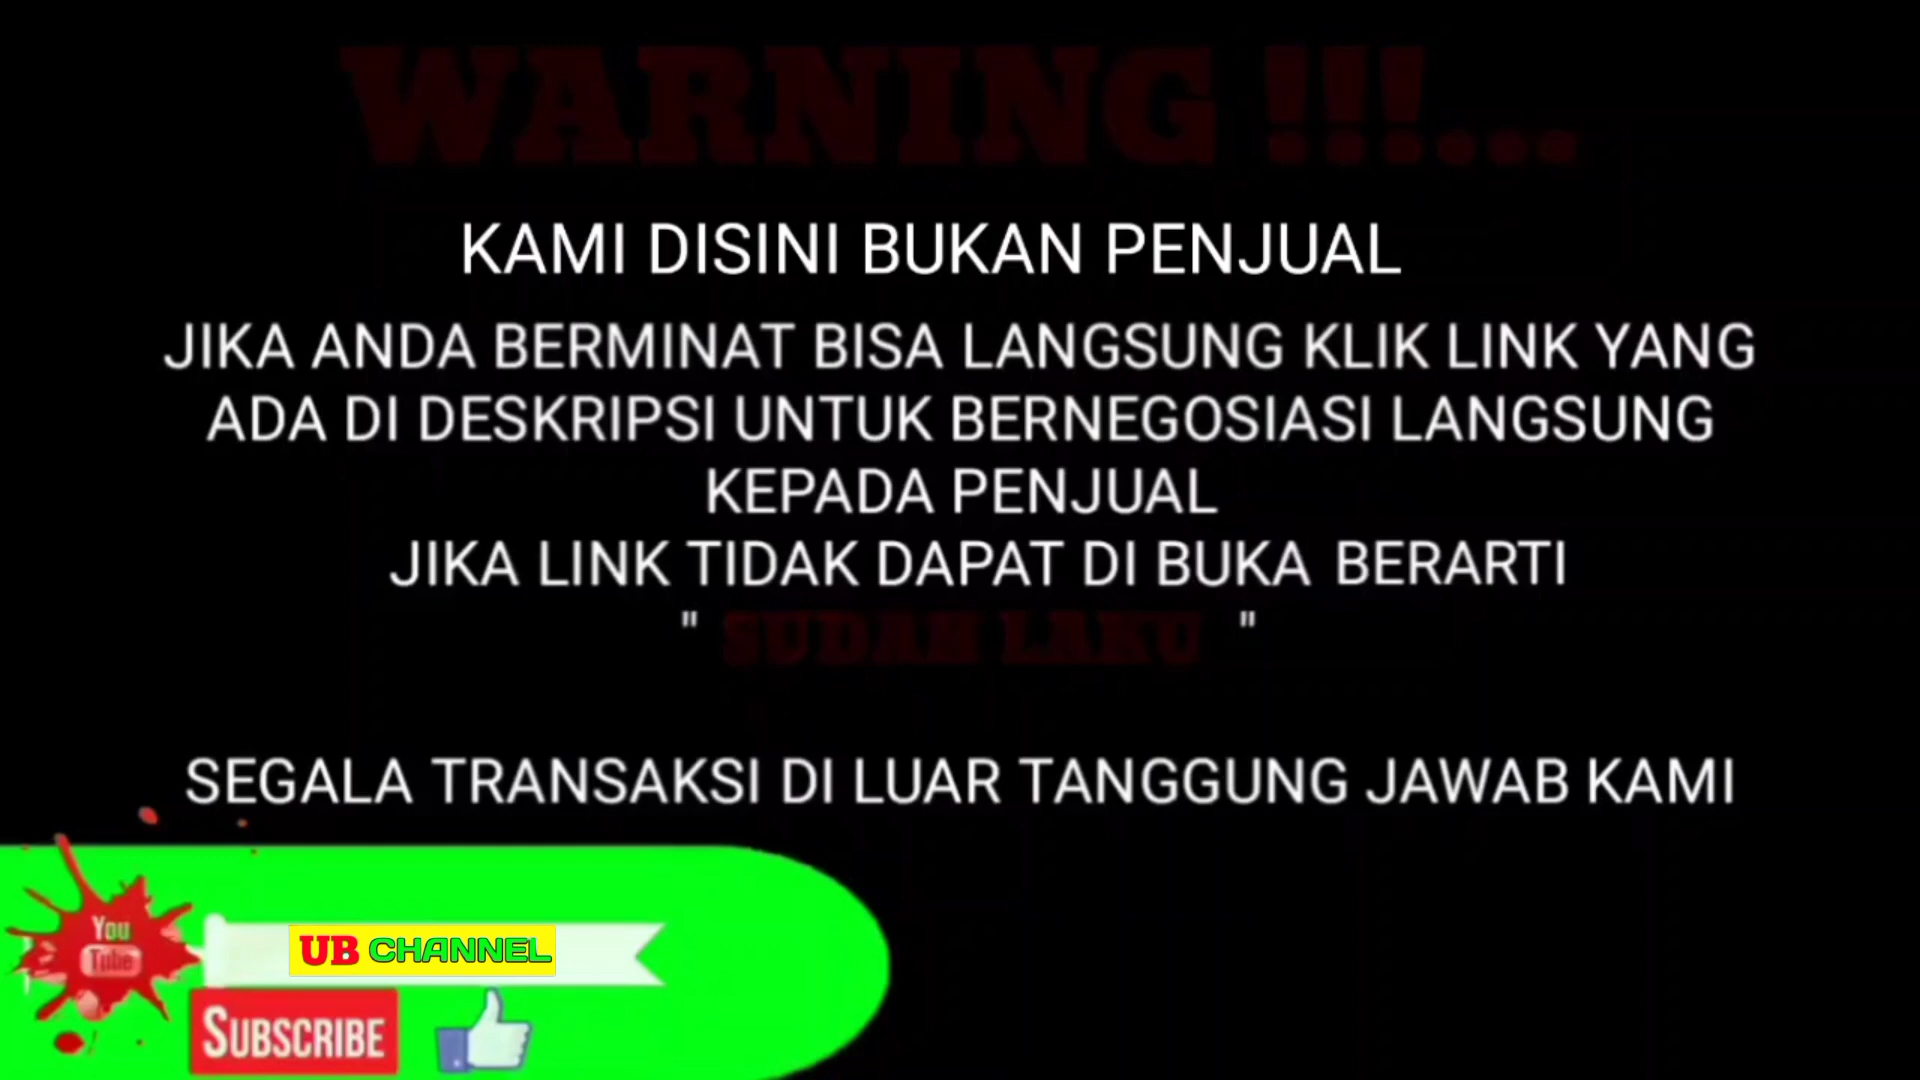 WARNING !!!...
KAMI DISINI BUKAN PENJUAL
JIKA ANDA BERMINAT BISA LANGSUNG KLIK LINK YANG
ADA DI DESKRIPSI UNTUK BERNEGOSIASI LANGSUNG
KEPADA PENJUAL
JIKA LINK TIDAK DAPAT DI BUKA BERARTI
" SUDAH LAKU "
SEGALA TRANSAKSI DI LUAR TANGGUNG JAWAB KAMI
You
Tube
UB CHANNEL
SUBSCRIBE